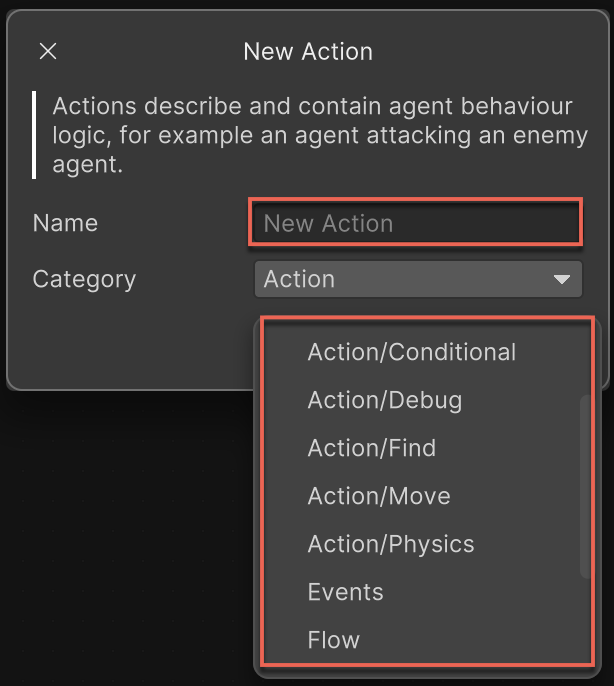 New Action
Actions describe and contain agent behaviour
logic, for example an agent attacking an enemy
agent.
Name
New Action
Category
Action
Action/Conditional
Action/Debug
Action/Find
Action/Move
Action/Physics
Events
Flow